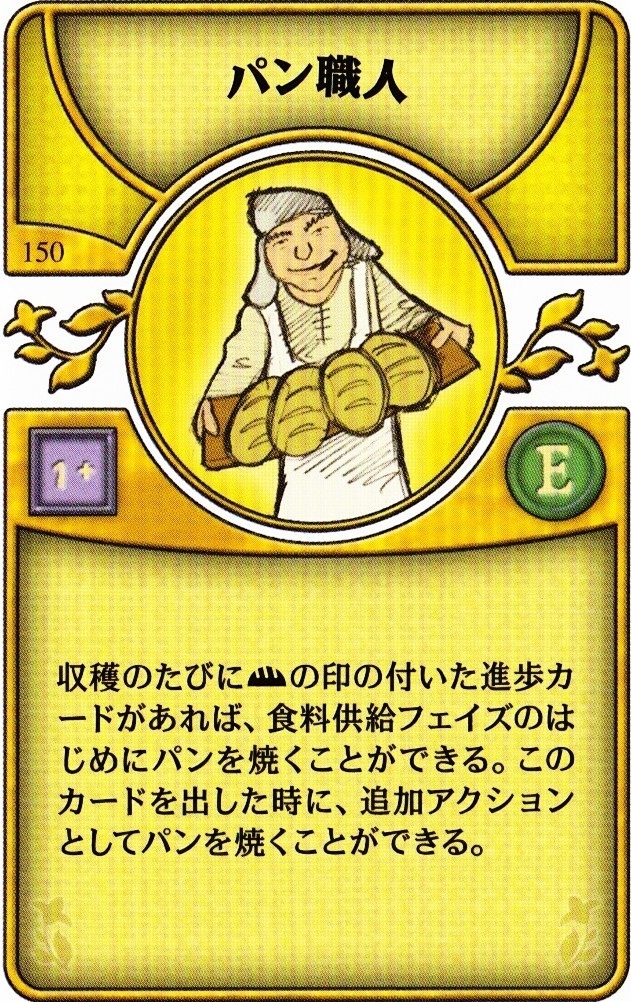 パン職人
150
1+
E
収穫のたびにの印の付いた進歩カ
ードがあれば、食料供給フェイズのは
じめにパンを焼くことができる。この
カードを出した時に、追加アクション
としてパンを焼くことができる。